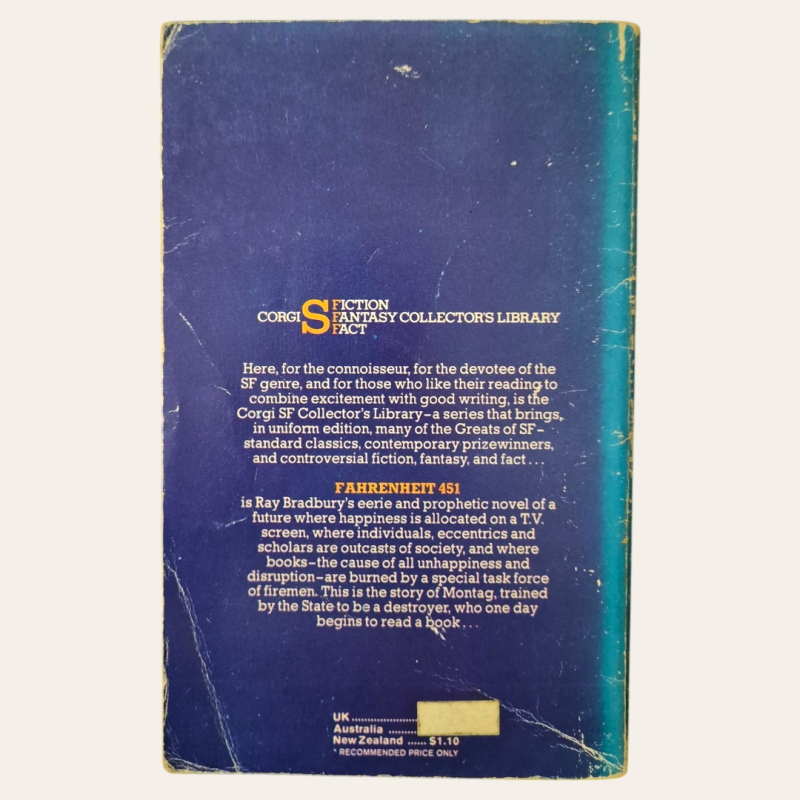 FICTION
CORGI SF FANTASY COLLECTOR'S LIBRARY
FACT
Here, for the connoisseur, for the devotee of the
SF genre, and for those who like their reading to
combine excitement with good writing, is the
Corgi SF Collector's Library–a series that brings,
in uniform edition, many of the Greats of SF–
standard classics, contemporary prizewinners,
and controversial fiction, fantasy, and fact...
FAHRENHEIT 451
is Ray Bradbury's eerie and prophetic novel of a
future where happiness is allocated on a T.V.
screen, where individuals, eccentrics and
scholars are outcasts of society, and where
books–the cause of all unhappiness and
disruption–are burned by a special task force
of firemen. This is the story of Montag, trained
by the State to be a destroyer, who one day
begins to read a book...
UK ......................
Australia ..........
New Zealand ...... $1.10
* RECOMMENDED PRICE ONLY